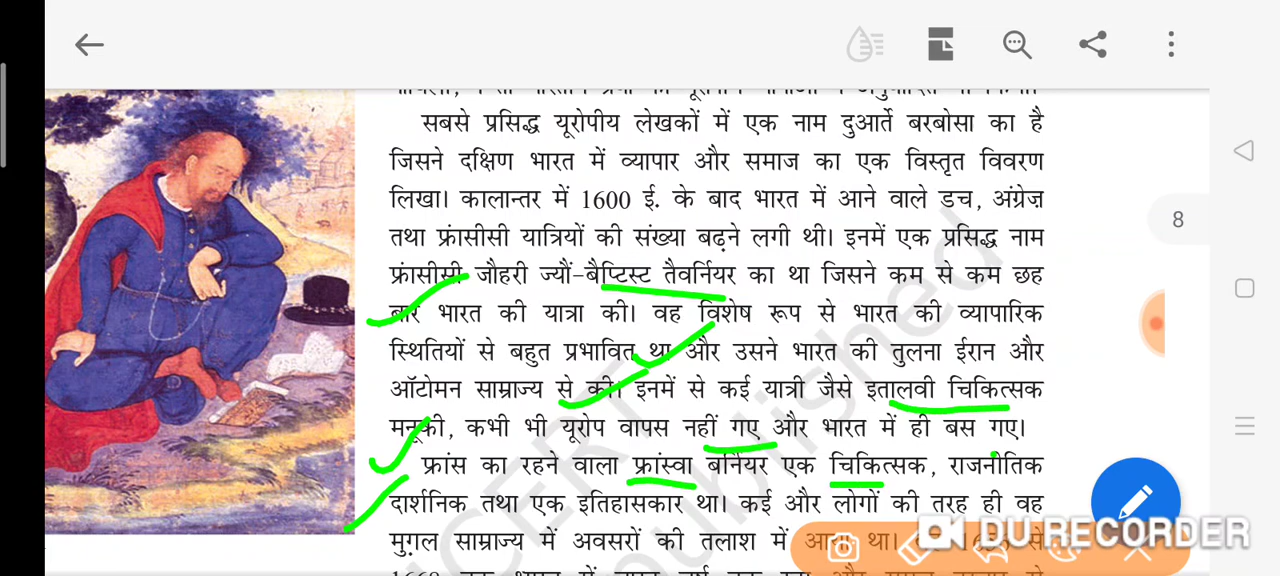 सबसे प्रसिद्ध यूरोपीय लेखकों में एक नाम दुआर्ते बरबोसा का है
जिसने दक्षिण भारत में व्यापार और समाज का एक विस्तृत विवरण
लिखा। कालान्तर में 1600 ई. के बाद भारत में आने वाले डच, अंग्रेज़
तथा फ्रांसीसी यात्रियों की संख्या बढ़ने लगी थी। इनमें एक प्रसिद्ध नाम
8
फ्रांसीसी जौहरी ज्यौं-बैप्टिस्ट तैवर्नियर का था जिसने कम से कम छह
बार भारत की यात्रा की। वह विशेष रूप से भारत की व्यापारिक
स्थितियों से बहुत प्रभावित था और उसने भारत की तुलना ईरान और
ऑटोमन साम्राज्य से की। इनमें से कई यात्री जैसे इतालवी चिकित्सक
मनूकी, कभी भी यूरोप वापस नहीं गए और भारत में ही बस गए।
फ्रांस का रहने वाला फ्रांस्वा बर्नियर एक चिकित्सक, राजनीतिक
दार्शनिक तथा एक इतिहासकार था। कई और लोगों की तरह ही वह
मुग़ल साम्राज्य में अवसरों की तलाश में आया था।
DU RECORDER
NCERT
published